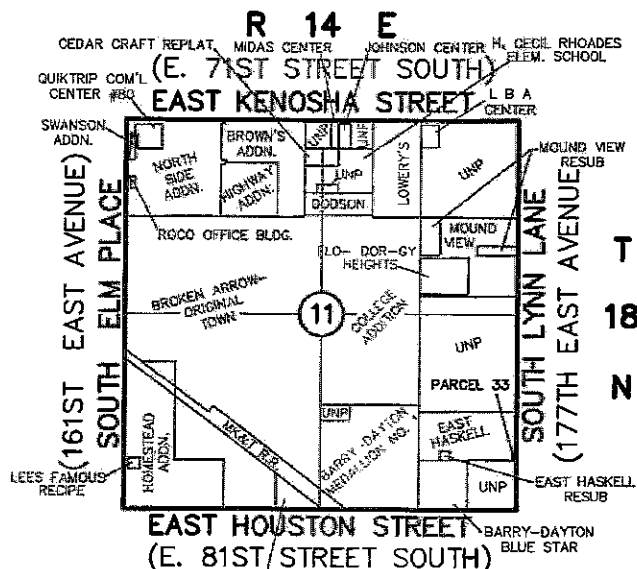 R 14 E
CEDAR CRAFT REPLAT
MIDAS CENTER
JOHNSON CENTER
H. CECIL RHOADES
ELEM. SCHOOL
(E. 71ST STREET SOUTH)
EAST KENOSHA STREET
QUIKTRIP COM'L
CENTER #80
L B A
CENTER
SWANSON
ADDN.
MOUND VIEW
RESUB
NORTH
SIDE
ADDN.
BROWN'S
ADDN.
HIGHWAY
ADDN.
UNP
UNP
UNP
DODSON
LOWERY'S
UNP
ROCO OFFICE BLDG.
MOUND
VIEW
FLO- DOR-GY
HEIGHTS
(161ST EAST AVENUE)
SOUTH ELM PLACE
SOUTH LYNN LANE
(177TH EAST AVENUE)
T
18
N
BROKEN ARROW-
ORIGINAL
TOWN
11
COLLEGE
ADDITION
UNP
PARCEL 33
HOMESTEAD
ADDN.
MK&T R.R.
UNP
BARRY-DAYTON
MEDALLION NO. 1
EAST
HASKELL
LEE'S FAMOUS
RECIPE
UNP
EAST HASKELL
RESUB
EAST HOUSTON STREET
(E. 81ST STREET SOUTH)
BARRY-DAYTON
BLUE STAR